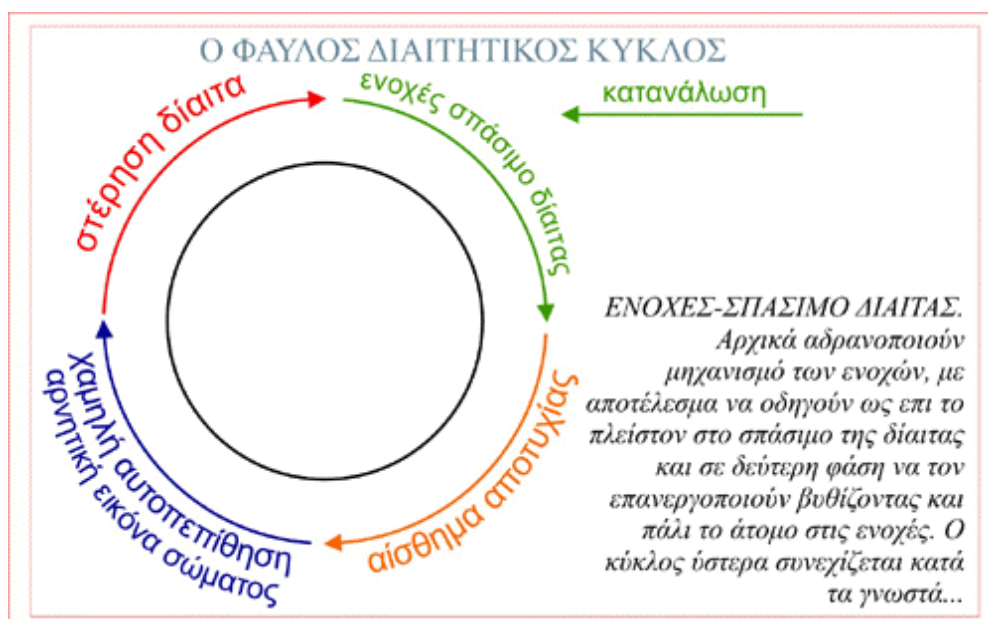 Ο ΦΑΥΛΟΣ ΔΙΑΙΤΗΤΙΚΟΣ ΚΥΚΛΟΣ
στέρηση δίαιτα
ενοχές σπάσιμο δίαιτας
κατανάλωση
αίσθημα αποτυχίας
χαμηλή αυτοπεπίθηση
αρνητική εικόνα σώματος
ΕΝΟΧΕΣ-ΣΠΑΣΙΜΟ ΔΙΑΙΤΑΣ.
Αρχικά αδρανοποιούν
μηχανισμό των ενοχών, με
αποτέλεσμα να οδηγούν ως επι το
πλείστον στο σπάσιμο της δίαιτας
και σε δεύτερη φάση να τον
επανεργοποιούν βυθίζοντας και
πάλι το άτομο στις ενοχές. Ο
κύκλος ύστερα συνεχίζεται κατά
τα γνωστά...